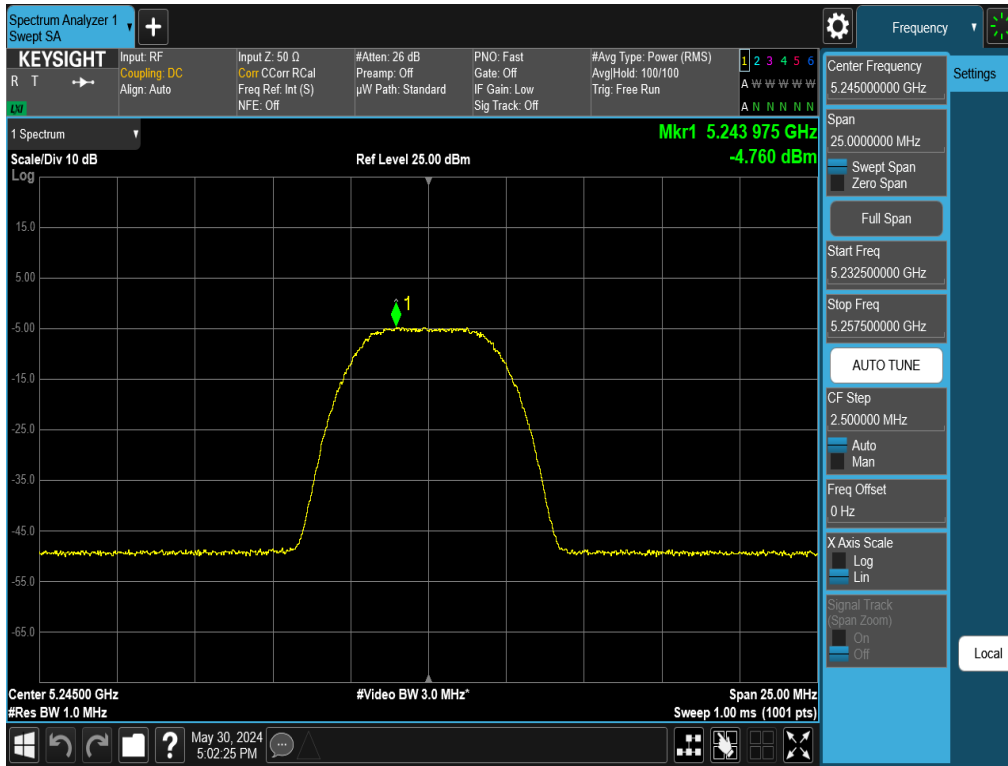 Spectrum Analyzer 1
Swept SA
Frequency
KEYSIGHT
R T
LXI
Input: RF
Coupling: DC
Align: Auto
Input Z: 50 Ω
Corr CCorr RCal
Freq Ref: Int (S)
NFE: Off
#Atten: 26 dB
Preamp: Off
µW Path: Standard
PNO: Fast
Gate: Off
IF Gain: Low
Sig Track: Off
#Avg Type: Power (RMS)
Avg|Hold: 100/100
Trig: Free Run
1 2 3 4 5 6
A W W W W W
A N N N N N
1 Spectrum
Scale/Div 10 dB
Log
Ref Level 25.00 dBm
Mkr1 5.243 975 GHz
-4.760 dBm
15.0
5.00
-5.00
-15.0
-25.0
-35.0
-45.0
-55.0
-65.0
1
Center 5.24500 GHz
#Res BW 1.0 MHz
#Video BW 3.0 MHz*
Span 25.00 MHz
Sweep 1.00 ms (1001 pts)
Center Frequency
5.245000000 GHz
Settings
Span
25.0000000 MHz
Swept Span
Zero Span
Full Span
Start Freq
5.232500000 GHz
Stop Freq
5.257500000 GHz
AUTO TUNE
CF Step
2.500000 MHz
Auto
Man
Freq Offset
0 Hz
X Axis Scale
Log
Lin
Signal Track
(Span Zoom)
On
Off
Local
?
May 30, 2024
5:02:25 PM